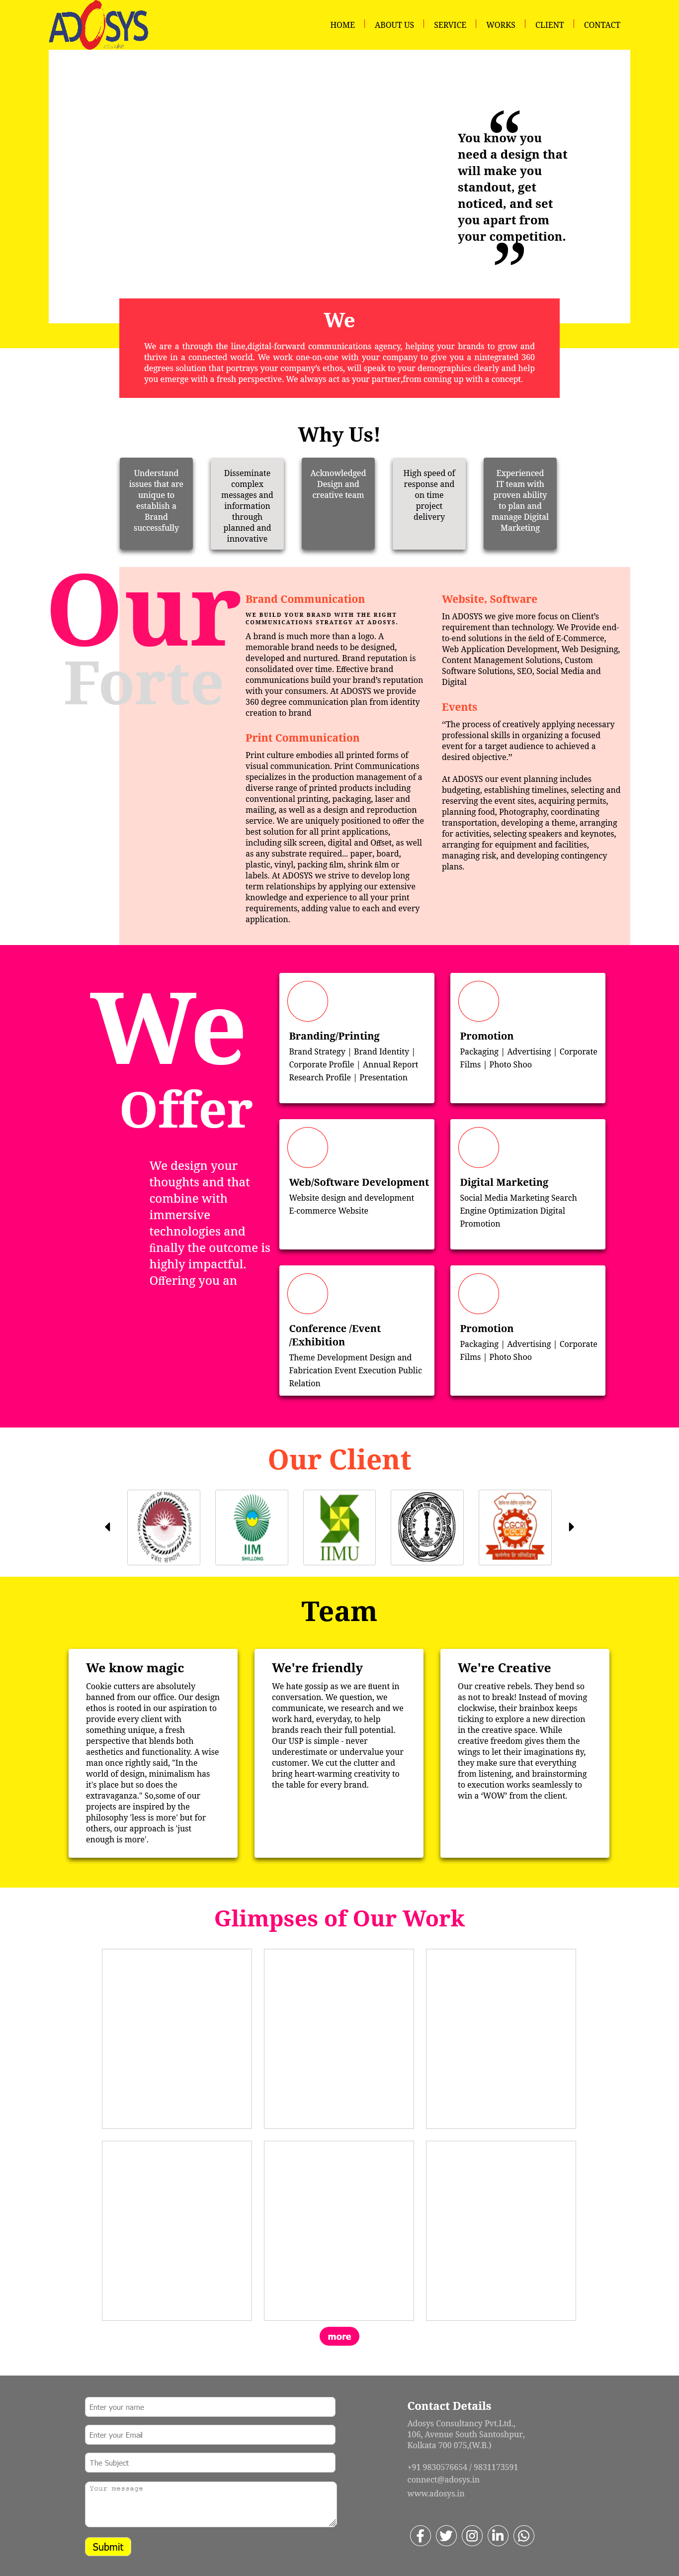 ADOSYS
HOME
ABOUT US
SERVICE
WORKS
CLIENT
CONTACT
“
You know you
need a design that
will make you
standout, get
noticed, and set
you apart from
your competition.
”
We
We are a through the line,digital-forward communications agency, helping your brands to grow and
thrive in a connected world. We work one-on-one with your company to give you a nintegrated 360
degrees solution that portrays your company’s ethos, will speak to your demographics clearly and help
you emerge with a fresh perspective. We always act as your partner,from coming up with a concept.
Why Us!
Understand
issues that are
unique to
establish a
Brand
successfully
Disseminate
complex
messages and
information
through
planned and
innovative
Acknowledged
Design and
creative team
High speed of
response and
on time
project
delivery
Experienced
IT team with
proven ability
to plan and
manage Digital
Marketing
Our
Forte
Brand Communication
WE BUILD YOUR BRAND WITH THE RIGHT
COMMUNICATIONS STRATEGY AT ADOSYS.
A brand is much more than a logo. A
memorable brand needs to be designed,
developed and nurtured. Brand reputation is
consolidated over time. Effective brand
communications build your brand’s reputation
with your consumers. At ADOSYS we provide
360 degree communication plan from identity
creation to brand
Print Communication
Print culture embodies all printed forms of
visual communication. Print Communications
specializes in the production management of a
diverse range of printed products including
conventional printing, packaging, laser and
mailing, as well as a design and reproduction
service. We are uniquely positioned to offer the
best solution for all print applications,
including silk screen, digital and Offset, as well
as any substrate required... paper, board,
plastic, vinyl, packing film, shrink film or
labels. At ADOSYS we strive to develop long
term relationships by applying our extensive
knowledge and experience to all your print
requirements, adding value to each and every
application.
Website, Software
In ADOSYS we give more focus on Client’s
requirement than technology. We Provide end-
to-end solutions in the field of E-Commerce,
Web Application Development, Web Designing,
Content Management Solutions, Custom
Software Solutions, SEO, Social Media and
Digital
Events
“The process of creatively applying necessary
professional skills in organizing a focused
event for a target audience to achieved a
desired objective.”
At ADOSYS our event planning includes
budgeting, establishing timelines, selecting and
reserving the event sites, acquiring permits,
planning food, Photography, coordinating
transportation, developing a theme, arranging
for activities, selecting speakers and keynotes,
arranging for equipment and facilities,
managing risk, and developing contingency
plans.
We
Offer
We design your
thoughts and that
combine with
immersive
technologies and
finally the outcome is
highly impactful.
Offering you an
Branding/Printing
Brand Strategy | Brand Identity |
Corporate Profile | Annual Report
Research Profile | Presentation
Promotion
Packaging | Advertising | Corporate
Films | Photo Shoo
Web/Software Development
Website design and development
E-commerce Website
Digital Marketing
Social Media Marketing Search
Engine Optimization Digital
Promotion
Conference /Event
/Exhibition
Theme Development Design and
Fabrication Event Execution Public
Relation
Promotion
Packaging | Advertising | Corporate
Films | Photo Shoo
Our Client
IIM
SHILLONG
IIMU
CGCRI
Team
We know magic
Cookie cutters are absolutely
banned from our office. Our design
ethos is rooted in our aspiration to
provide every client with
something unique, a fresh
perspective that blends both
aesthetics and functionality. A wise
man once rightly said, "In the
world of design, minimalism has
it's place but so does the
extravaganza." So,some of our
projects are inspired by the
philosophy 'less is more' but for
others, our approach is 'just
enough is more'.
We're friendly
We hate gossip as we are fluent in
conversation. We question, we
communicate, we research and we
work hard, everyday, to help
brands reach their full potential.
Our USP is simple - never
underestimate or undervalue your
customer. We cut the clutter and
bring heart-warming creativity to
the table for every brand.
We're Creative
Our creative rebels. They bend so
as not to break! Instead of moving
clockwise, their brainbox keeps
ticking to explore a new direction
in the creative space. While
creative freedom gives them the
wings to let their imaginations fly,
they make sure that everything
from listening, and brainstorming
to execution works seamlessly to
win a ‘WOW’ from the client.
Glimpses of Our Work
more
Enter your name
Enter your Email
The Subject
Your message
Submit
Contact Details
Adosys Consultancy Pvt.Ltd.,
106, Avenue South Santoshpur,
Kolkata 700 075,(W.B.)
+91 9830576654 / 9831173591
connect@adosys.in
www.adosys.in